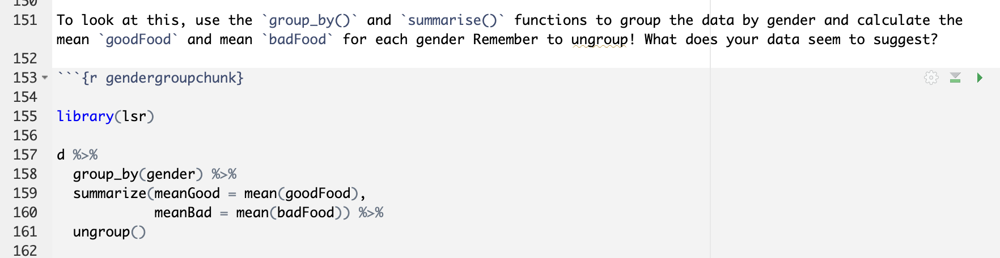 150
151 To look at this, use the `group_by()` and `summarise()` functions to group the data by gender and calculate the
mean `goodFood` and mean `badFood` for each gender Remember to ungroup! What does your data seem to suggest?
152
153 ```{r gendergroupchunk}
154
155 library(lsr)
156
157 d %>%
158   group_by(gender) %>%
159   summarize(meanGood = mean(goodFood),
160             meanBad = mean(badFood)) %>%
161   ungroup()
162